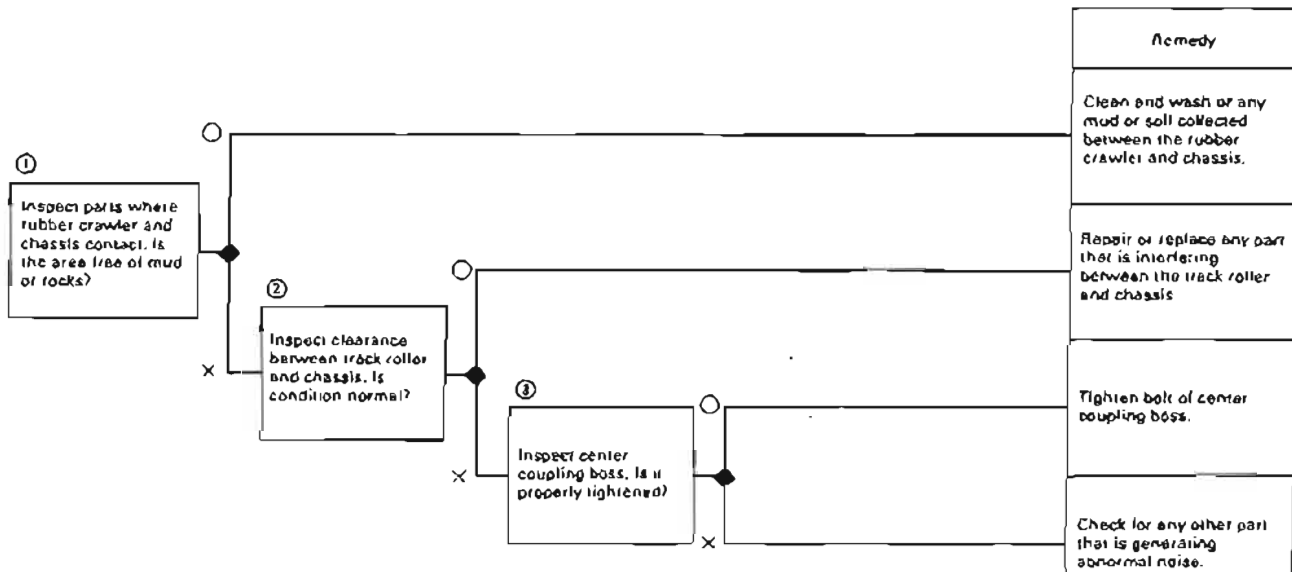 Remedy
Clean and wash or any
mud or soil collected
between the rubber
crawler and chassis.
○
①
Inspect parts where
rubber crawler and
chassis contact. Is
the area free of mud
or rocks?
Repair or replace any part
that is interfering
between the track roller
and chassis
○
②
×
Inspect clearance
between track roller
and chassis. Is
condition normal?
③
○
Tighten bolt of center
coupling boss.
×
Inspect center
coupling boss. Is it
properly tightened?
×
Check for any other part
that is generating
abnormal noise.